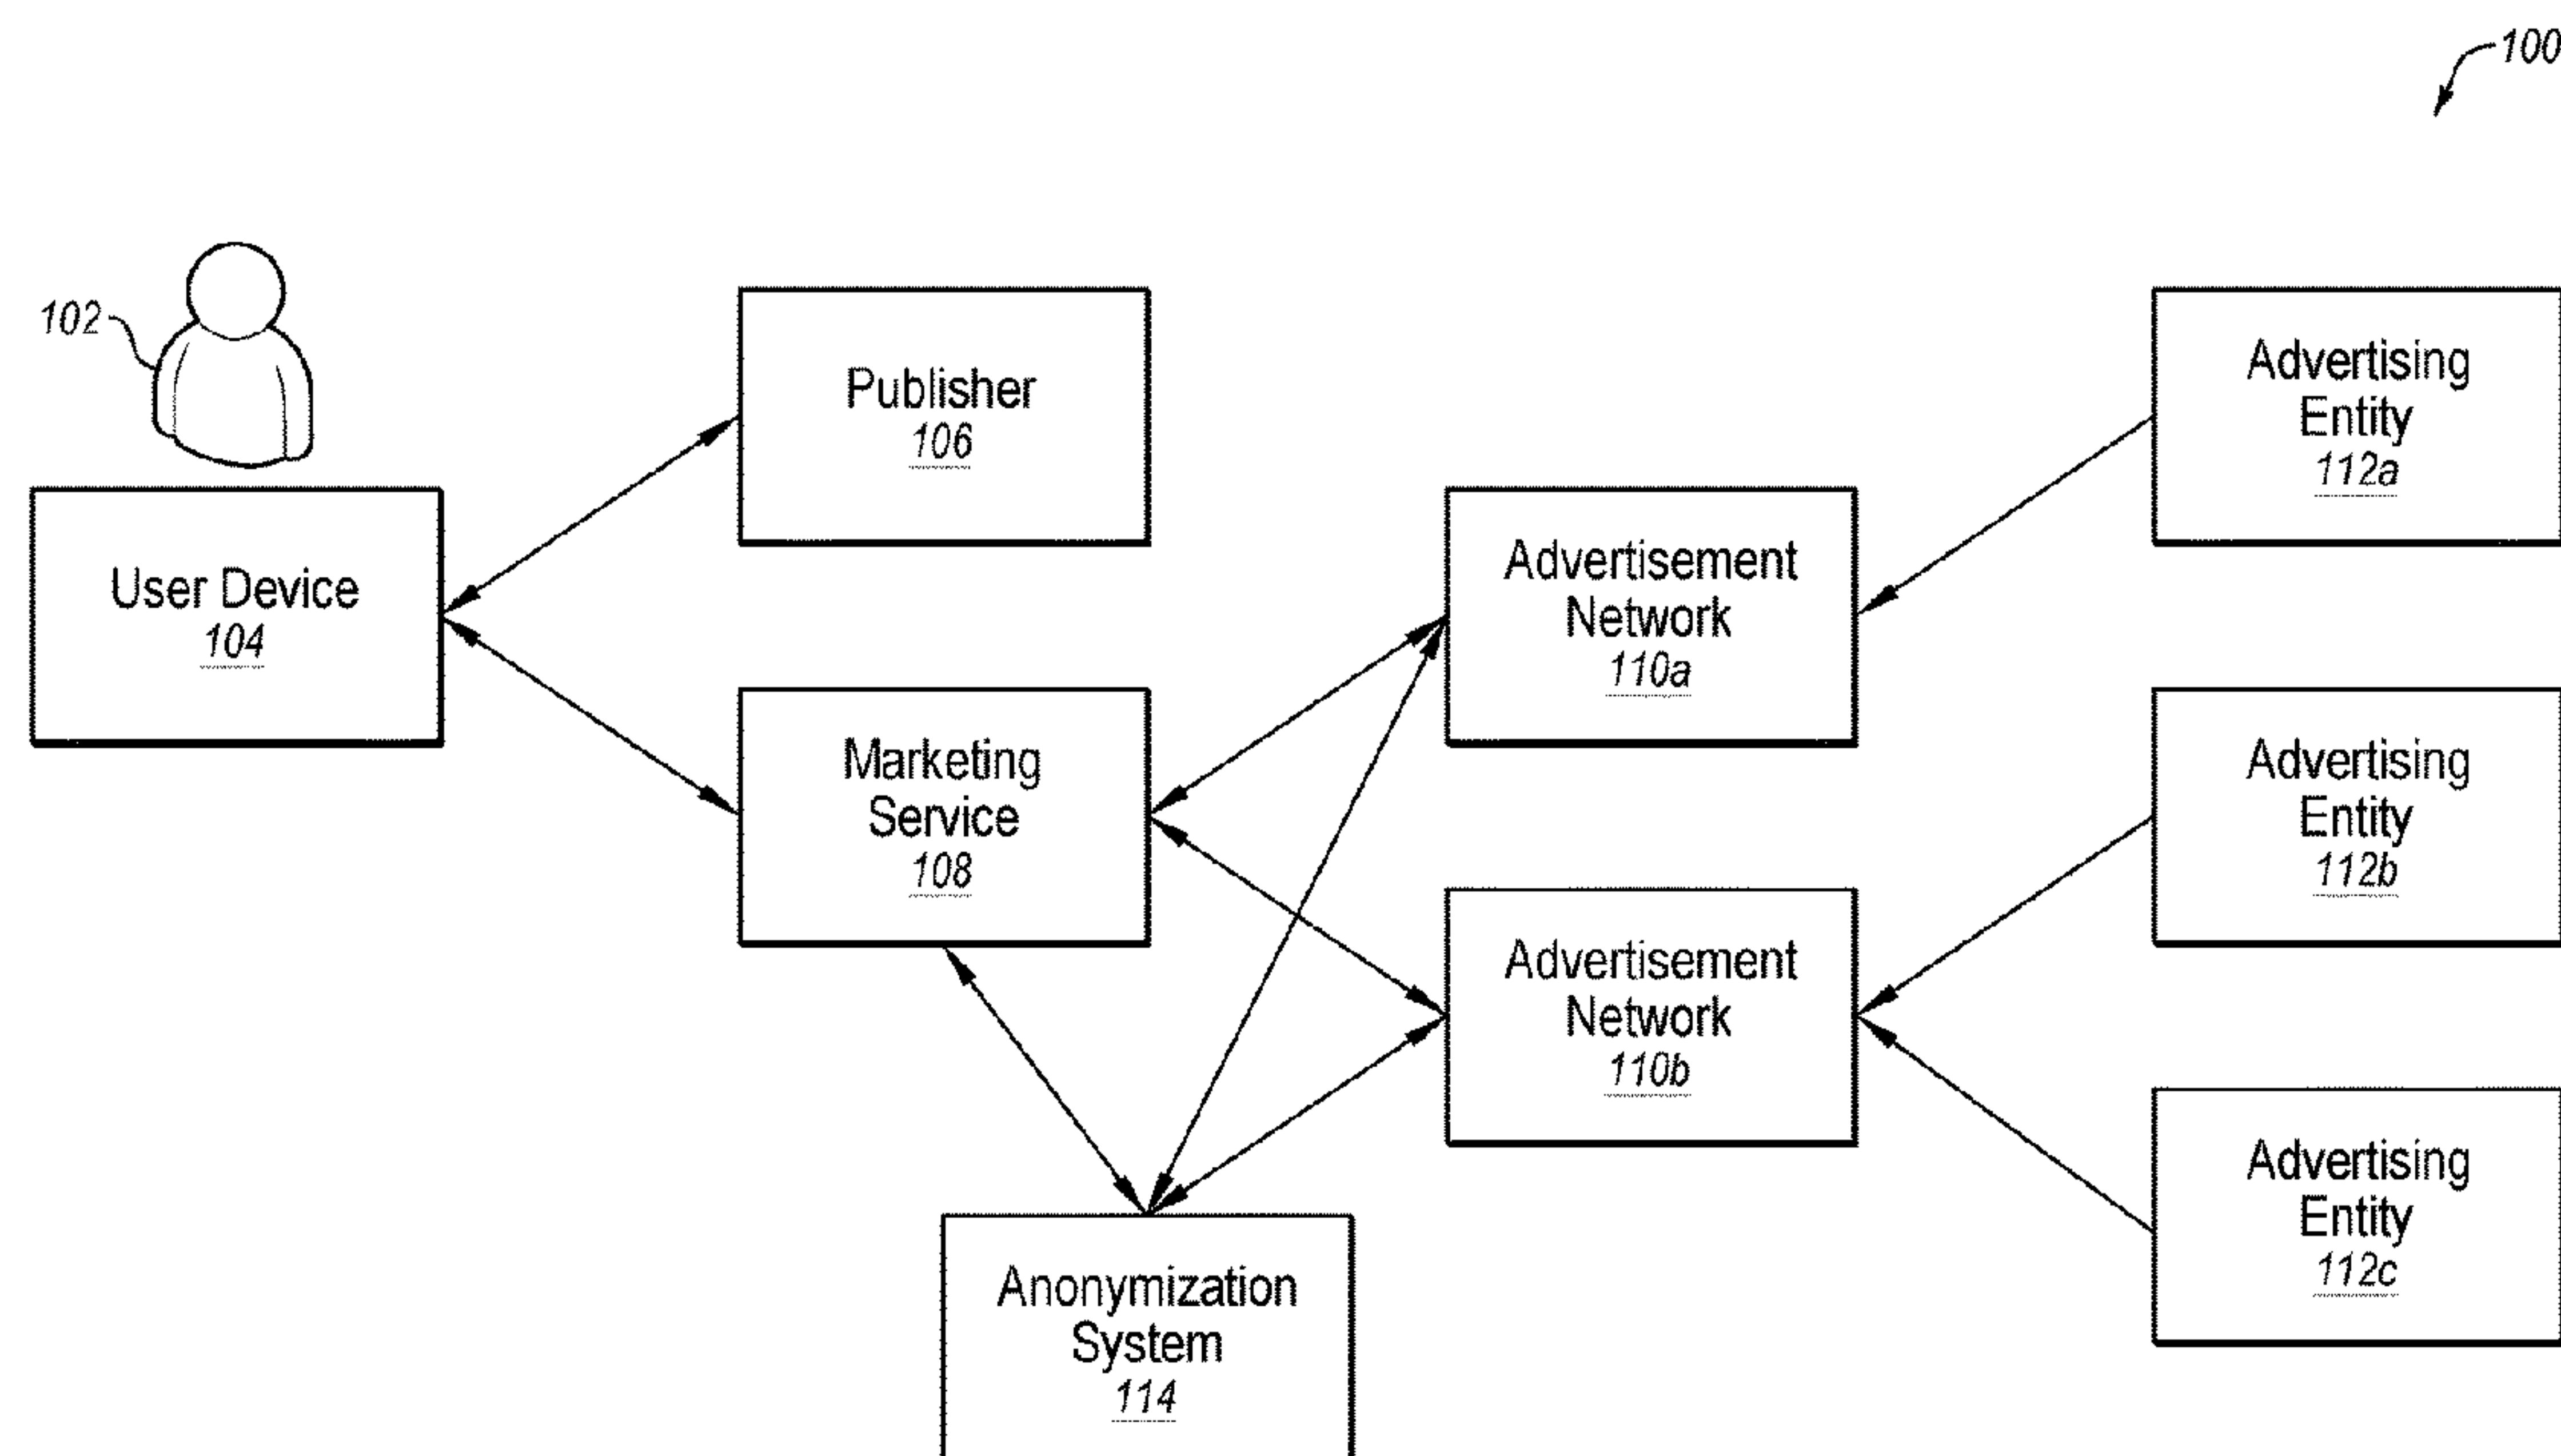 100
102
Publisher
106
Advertising
Entity
112a
User Device
104
Advertisement
Network
110a
Marketing
Service
108
Advertising
Entity
112b
Advertisement
Network
110b
Advertising
Entity
112c
Anonymization
System
114